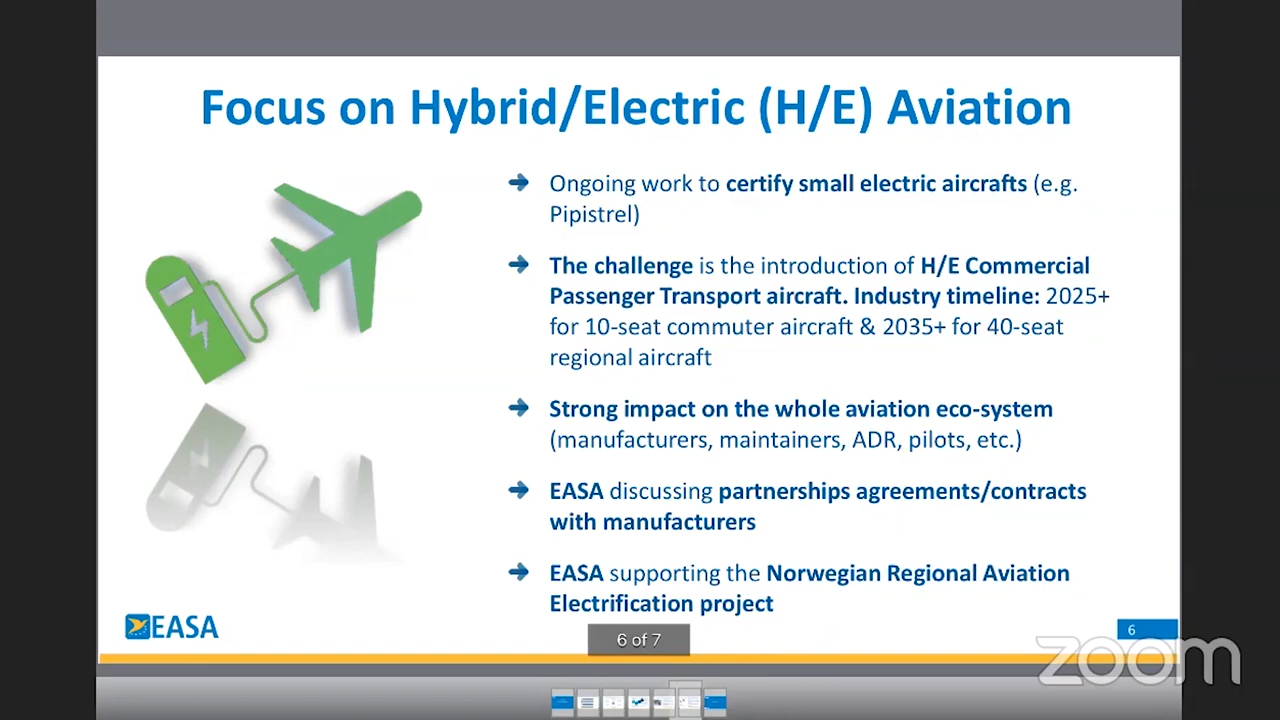 Focus on Hybrid/Electric (H/E) Aviation
Ongoing work to certify small electric aircrafts (e.g.
Pipistrel)
The challenge is the introduction of H/E Commercial
Passenger Transport aircraft. Industry timeline: 2025+
for 10-seat commuter aircraft & 2035+ for 40-seat
regional aircraft
Strong impact on the whole aviation eco-system
(manufacturers, maintainers, ADR, pilots, etc.)
EASA discussing partnerships agreements/contracts
with manufacturers
EASA supporting the Norwegian Regional Aviation
Electrification project
EASA
6 of 7
6
zoom